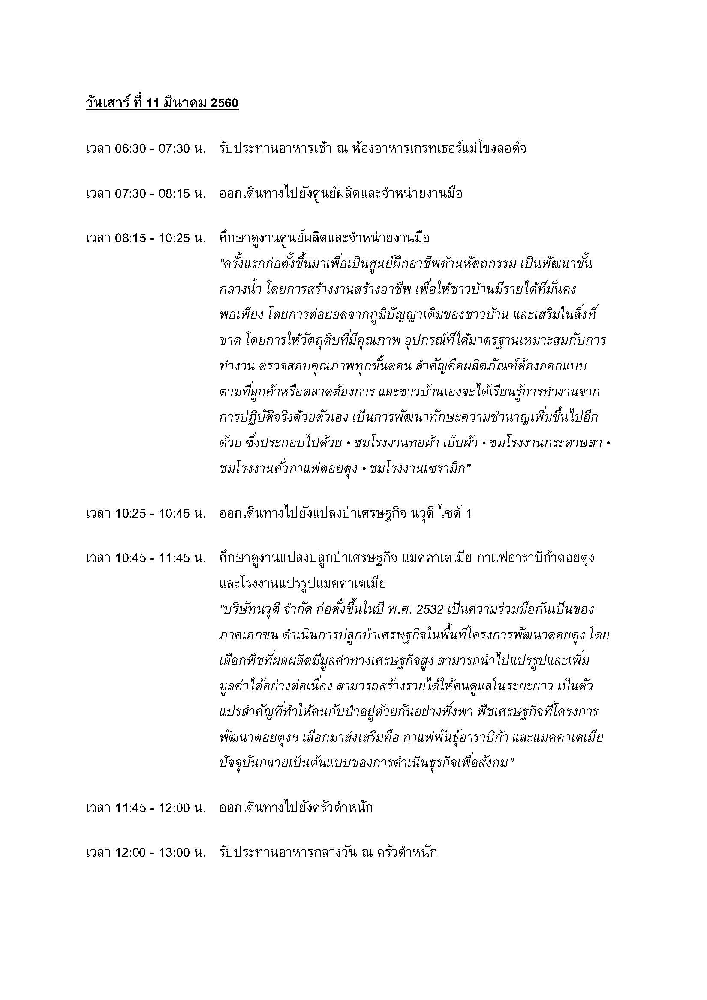 วันเสาร์ ที่ 11 มีนาคม 2560
เวลา 06:30 - 07:30 น. รับประทานอาหารเช้า ณ ห้องอาหารเกรทเธอร์แม่โขงลอด์จ
เวลา 07:30 - 08:15 น. ออกเดินทางไปยังศูนย์ผลิตและจำหน่ายงานมือ
เวลา 08:15 - 10:25 น. ศึกษาดูงานศูนย์ผลิตและจำหน่ายงานมือ
"ครั้งแรกก่อตั้งขึ้นมาเพื่อเป็นศูนย์ฝึกอาชีพด้านหัตถกรรม เป็นพัฒนาขั้น
กลางน้ำ โดยการสร้างงานสร้างอาชีพ เพื่อให้ชาวบ้านมีรายได้ที่มั่นคง
พอเพียง โดยการต่อยอดจากภูมิปัญญาเดิมของชาวบ้าน และเสริมในสิ่งที่
ขาด โดยการให้วัตถุดิบที่มีคุณภาพ อุปกรณ์ที่ได้มาตรฐานเหมาะสมกับการ
ทำงาน ตรวจสอบคุณภาพทุกขั้นตอน สำคัญคือผลิตภัณฑ์ต้องออกแบบ
ตามที่ลูกค้าหรือตลาดต้องการ และชาวบ้านเองจะได้เรียนรู้การทำงานจาก
การปฏิบัติจริงด้วยตัวเอง เป็นการพัฒนาทักษะความชำนาญเพิ่มขึ้นไปอีก
ด้วย ซึ่งประกอบไปด้วย • ชมโรงงานทอผ้า เย็บผ้า • ชมโรงงานกระดาษสา •
ชมโรงงานคั่วกาแฟดอยตุง • ชมโรงงานเซรามิก"
เวลา 10:25 - 10:45 น. ออกเดินทางไปยังแปลงป่าเศรษฐกิจ นวุติ ไซด์ 1
เวลา 10:45 - 11:45 น. ศึกษาดูงานแปลงปลูกป่าเศรษฐกิจ แมคคาเดเมีย กาแฟอาราบิก้าดอยตุง
และโรงงานแปรรูปแมคคาเดเมีย
"บริษัทนวุติ จำกัด ก่อตั้งขึ้นในปี พ.ศ. 2532 เป็นความร่วมมือกันเป็นของ
ภาคเอกชน ดำเนินการปลูกป่าเศรษฐกิจในพื้นที่โครงการพัฒนาดอยตุง โดย
เลือกพืชที่ผลผลิตมีมูลค่าทางเศรษฐกิจสูง สามารถนำไปแปรรูปและเพิ่ม
มูลค่าได้อย่างต่อเนื่อง สามารถสร้างรายได้ให้คนดูแลในระยะยาว เป็นตัว
แปรสำคัญที่ทำให้คนกับป่าอยู่ด้วยกันอย่างพึ่งพา พืชเศรษฐกิจที่โครงการ
พัฒนาดอยตุงฯ เลือกมาส่งเสริมคือ กาแฟพันธุ์อาราบิก้า และแมคคาเดเมีย
ปัจจุบันกลายเป็นต้นแบบของการดำเนินธุรกิจเพื่อสังคม"
เวลา 11:45 - 12:00 น. ออกเดินทางไปยังครัวตำหนัก
เวลา 12:00 - 13:00 น. รับประทานอาหารกลางวัน ณ ครัวตำหนัก